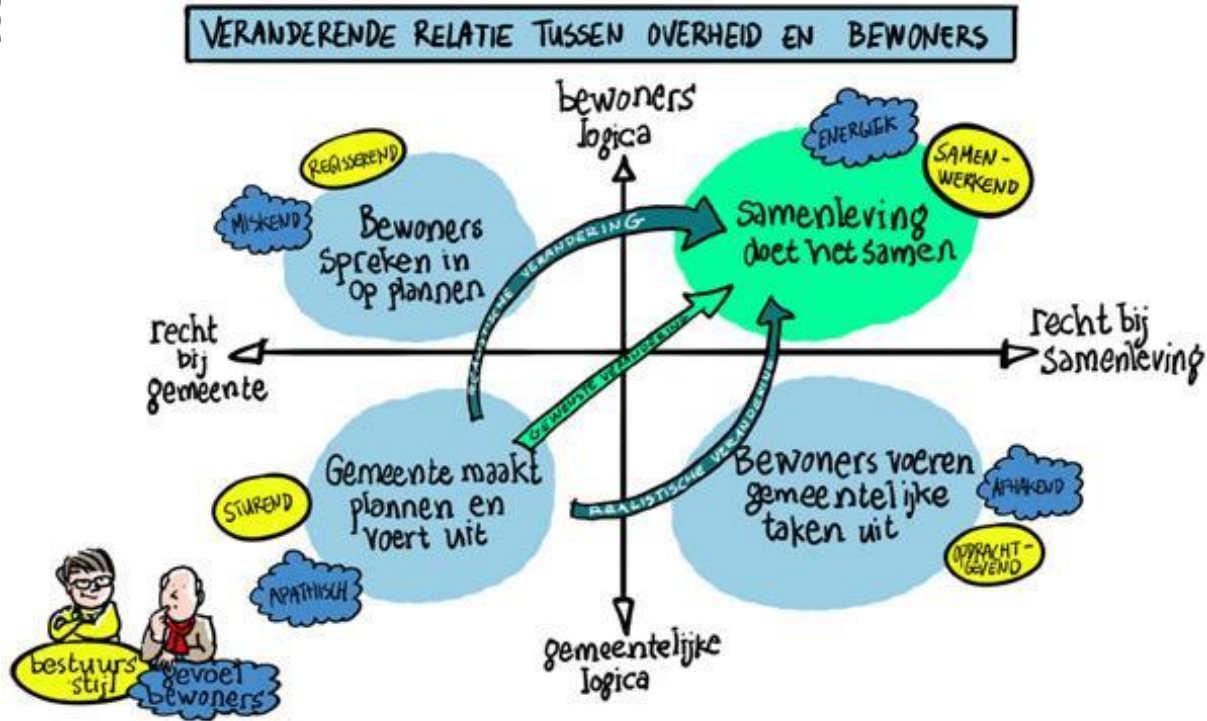 VERANDERENDE RELATIE TUSSEN OVERHEID EN BEWONERS
bewoners
logica
REGISSEREND
MISKEND
Bewoners
spreken in
op plannen
ENERGIEK
SAMEN-
WERKEND
samenleving
doet het samen
REALISTISCHE VERANDERING
recht
bij
gemeente
recht bij
samenleving
GEWENSTE VERANDERING
REALISTISCHE VERANDERING
STUREND
APATHISCH
Gemeente maakt
plannen en
voert uit
Bewoners voeren
gemeentelijke
taken uit
AFHAKEND
OPDRACHT-
GEVEND
gemeentelijke
logica
bestuurs
stijl
gevoel
bewoners